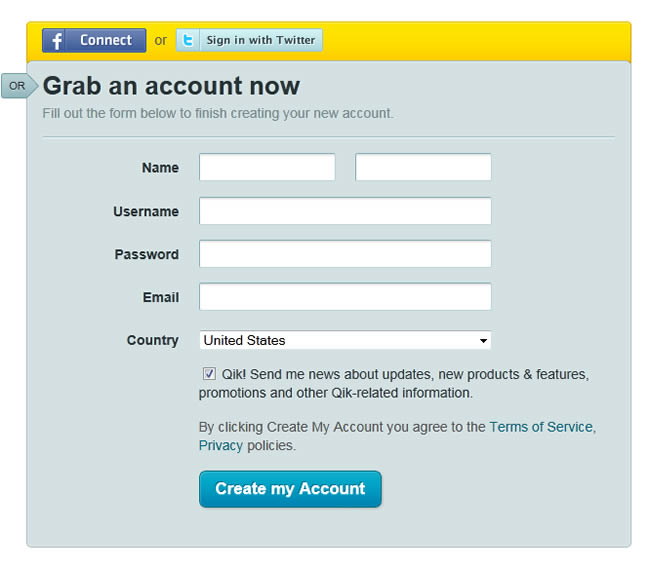 f Connect or Sign in with Twitter
OR
Grab an account now
Fill out the form below to finish creating your new account.
Name
Username
Password
Email
Country United States
Qik! Send me news about updates, new products & features,
promotions and other Qik-related information.
By clicking Create My Account you agree to the Terms of Service,
Privacy policies.
Create my Account